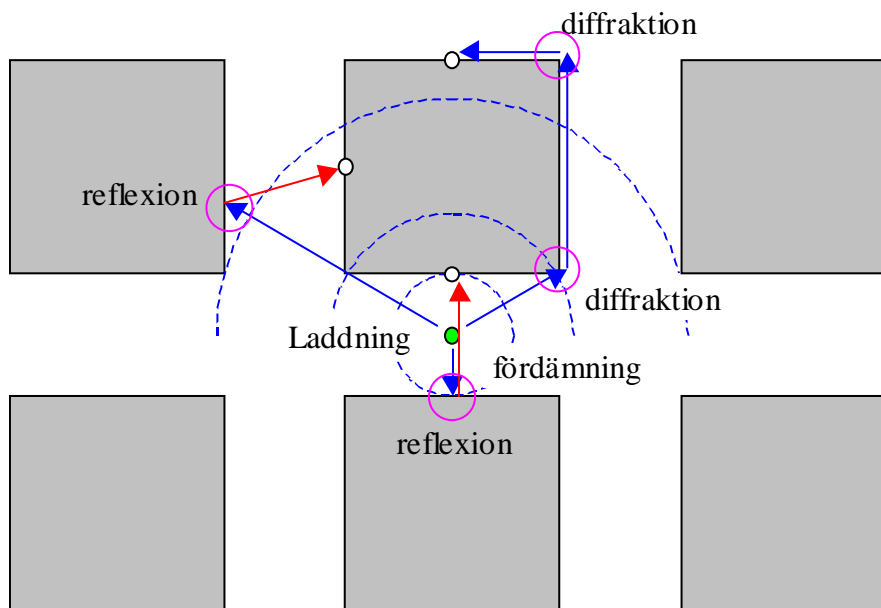 diffraktion
reflexion
diffraktion
Laddning
fördämning
reflexion